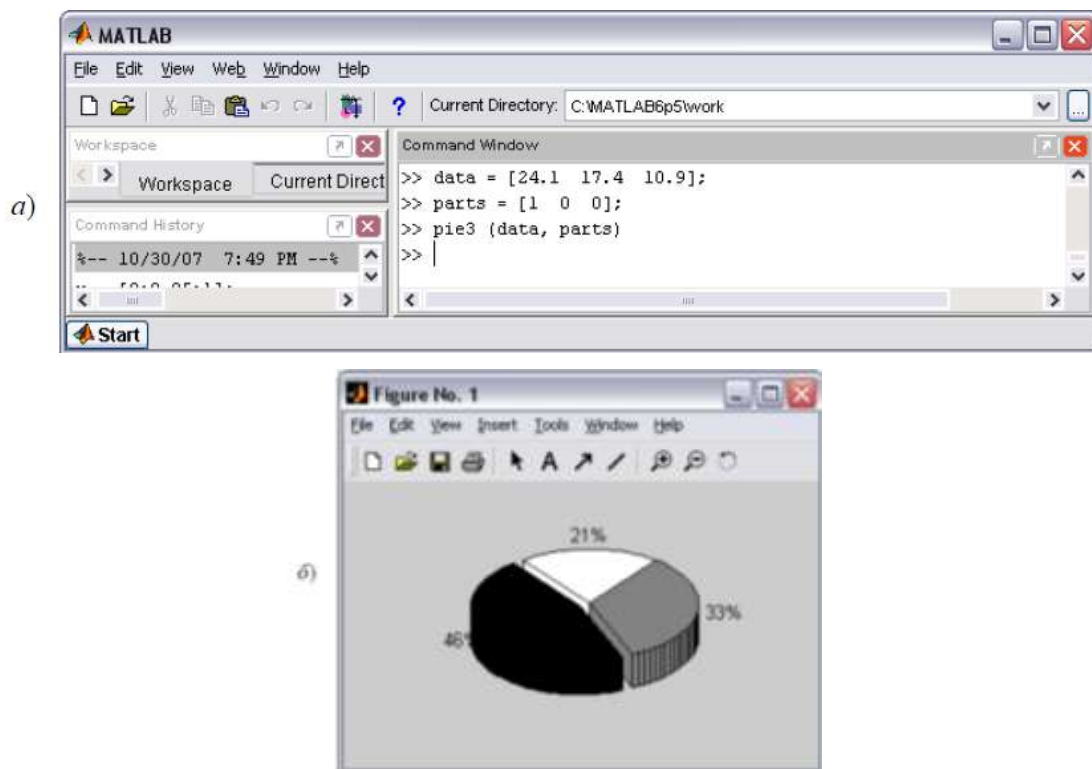 MATLAB
File Edit View Web Window Help
Current Directory: C:\MATLAB6p5\work
Workspace
Workspace Current Direct
Command History
%-- 10/30/07 7:49 PM --%
Command Window
>> data = [24.1 17.4 10.9];
>> parts = [1 0 0];
>> pie3 (data, parts)
>>
Start
а)
Figure No. 1
File Edit View Insert Tools Window Help
21%
33%
46%
б)